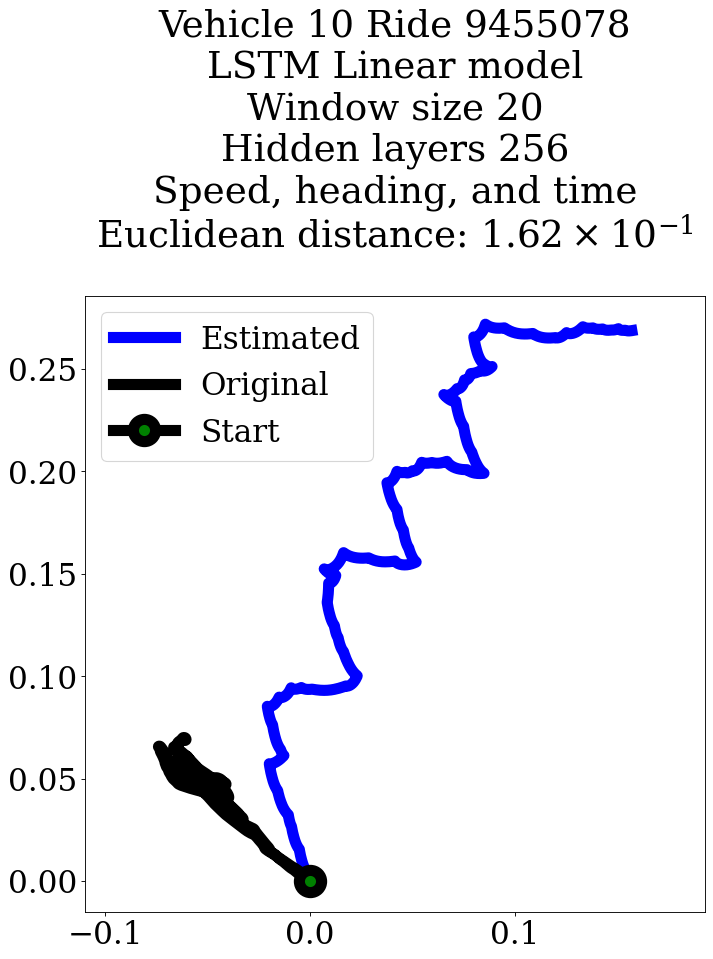 Vehicle 10 Ride 9455078
LSTM Linear model
Window size 20
Hidden layers 256
Speed, heading, and time
Euclidean distance: 1.62 × 10⁻¹
Estimated
Original
Start
0.25
0.20
0.15
0.10
0.05
0.00
−0.1
0.0
0.1